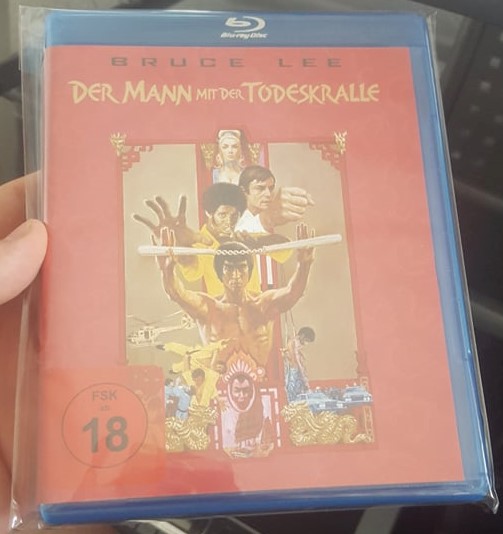 Blu-ray Disc
BRUCE LEE
DER MANN MIT DER TODESKRALLE
FSK
ab
18